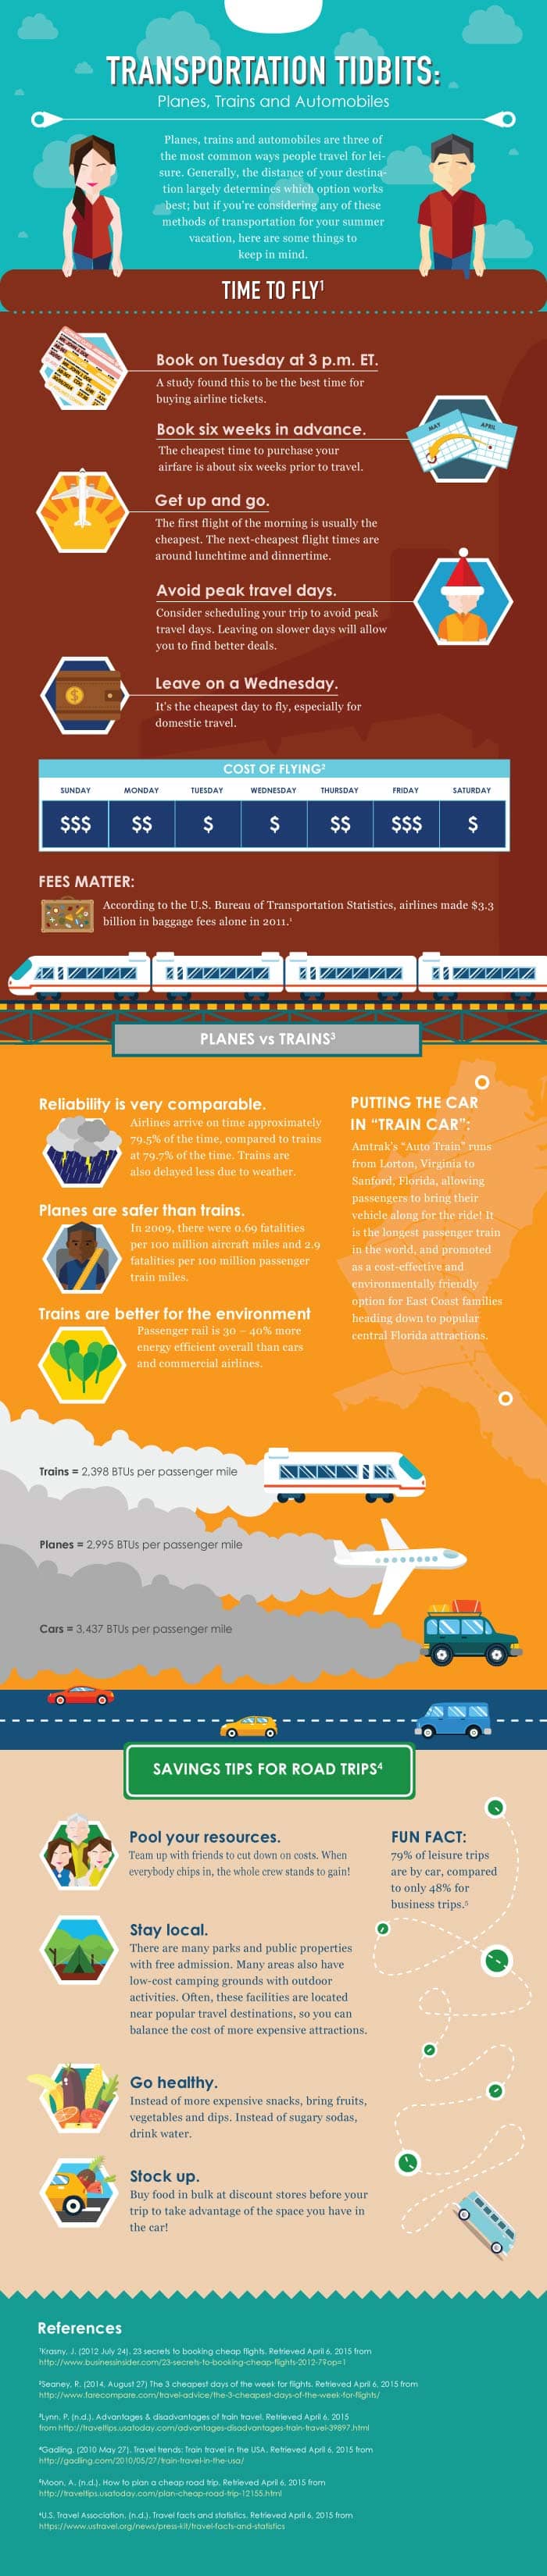 TRANSPORTATION TIDBITS:
Planes, Trains and Automobiles
Planes, trains and automobiles are three of
the most common ways people travel for lei-
sure. Generally, the distance of your destina-
tion largely determines which option works
best; but if you're considering any of these
methods of transportation for your summer
vacation, here are some things to
keep in mind.
TIME TO FLY¹
Book on Tuesday at 3 p.m. ET.
A study found this to be the best time for
buying airline tickets.
Book six weeks in advance.
The cheapest time to purchase your
airfare is about six weeks prior to travel.
MAY APRIL
Get up and go.
The first flight of the morning is usually the
cheapest. The next-cheapest flight times are
around lunchtime and dinnertime.
Avoid peak travel days.
Consider scheduling your trip to avoid peak
travel days. Leaving on slower days will allow
you to find better deals.
Leave on a Wednesday.
It's the cheapest day to fly, especially for
domestic travel.
COST OF FLYING²
SUNDAY MONDAY TUESDAY WEDNESDAY THURSDAY FRIDAY SATURDAY
$$$ $$ $ $ $$ $$$ $
FEES MATTER:
According to the U.S. Bureau of Transportation Statistics, airlines made $3.3
billion in baggage fees alone in 2011.¹
PLANES vs TRAINS³
Reliability is very comparable.
Airlines arrive on time approximately
79.5% of the time, compared to trains
at 79.7% of the time. Trains are
also delayed less due to weather.
Planes are safer than trains.
In 2009, there were 0.69 fatalities
per 100 million aircraft miles and 2.9
fatalities per 100 million passenger
train miles.
Trains are better for the environment
Passenger rail is 30 – 40% more
energy efficient overall than cars
and commercial airlines.
PUTTING THE CAR
IN "TRAIN CAR":
Amtrak's "Auto Train" runs
from Lorton, Virginia to
Sanford, Florida, allowing
passengers to bring their
vehicle along for the ride! It
is the longest passenger train
in the world, and promoted
as a cost-effective and
environmentally friendly
option for East Coast families
heading down to popular
central Florida attractions.
Trains = 2,398 BTUs per passenger mile
Planes = 2,995 BTUs per passenger mile
Cars = 3,437 BTUs per passenger mile
SAVINGS TIPS FOR ROAD TRIPS⁴
Pool your resources.
Team up with friends to cut down on costs. When
everybody chips in, the whole crew stands to gain!
FUN FACT:
79% of leisure trips
are by car, compared
to only 48% for
business trips.⁵
Stay local.
There are many parks and public properties
with free admission. Many areas also have
low-cost camping grounds with outdoor
activities. Often, these facilities are located
near popular travel destinations, so you can
balance the cost of more expensive attractions.
Go healthy.
Instead of more expensive snacks, bring fruits,
vegetables and dips. Instead of sugary sodas,
drink water.
Stock up.
Buy food in bulk at discount stores before your
trip to take advantage of the space you have in
the car!
References
¹Krasny, J. (2012 July 24). 23 secrets to booking cheap flights. Retrieved April 6, 2015 from
http://www.businessinsider.com/23-secrets-to-booking-cheap-flights-2012-7?op=1
²Seaney, R. (2014, August 27) The 3 cheapest days of the week for flights. Retrieved April 6, 2015 from
http://www.farecompare.com/travel-advice/the-3-cheapest-days-of-the-week-for-flights/
³Lynn, P. (n.d.). Advantages & disadvantages of train travel. Retrieved April 6, 2015
from http://traveltips.usatoday.com/advantages-disadvantages-train-travel-39897.html
⁴Gadling. (2010 May 27). Travel trends: Train travel in the USA. Retrieved April 6, 2015 from
http://gadling.com/2010/05/27/train-travel-in-the-usa/
⁵Moon, A. (n.d.). How to plan a cheap road trip. Retrieved April 6, 2015 from
http://traveltips.usatoday.com/plan-cheap-road-trip-12155.html
⁶U.S. Travel Association. (n.d.). Travel facts and statistics. Retrieved April 6, 2015 from
https://www.ustravel.org/news/press-kit/travel-facts-and-statistics